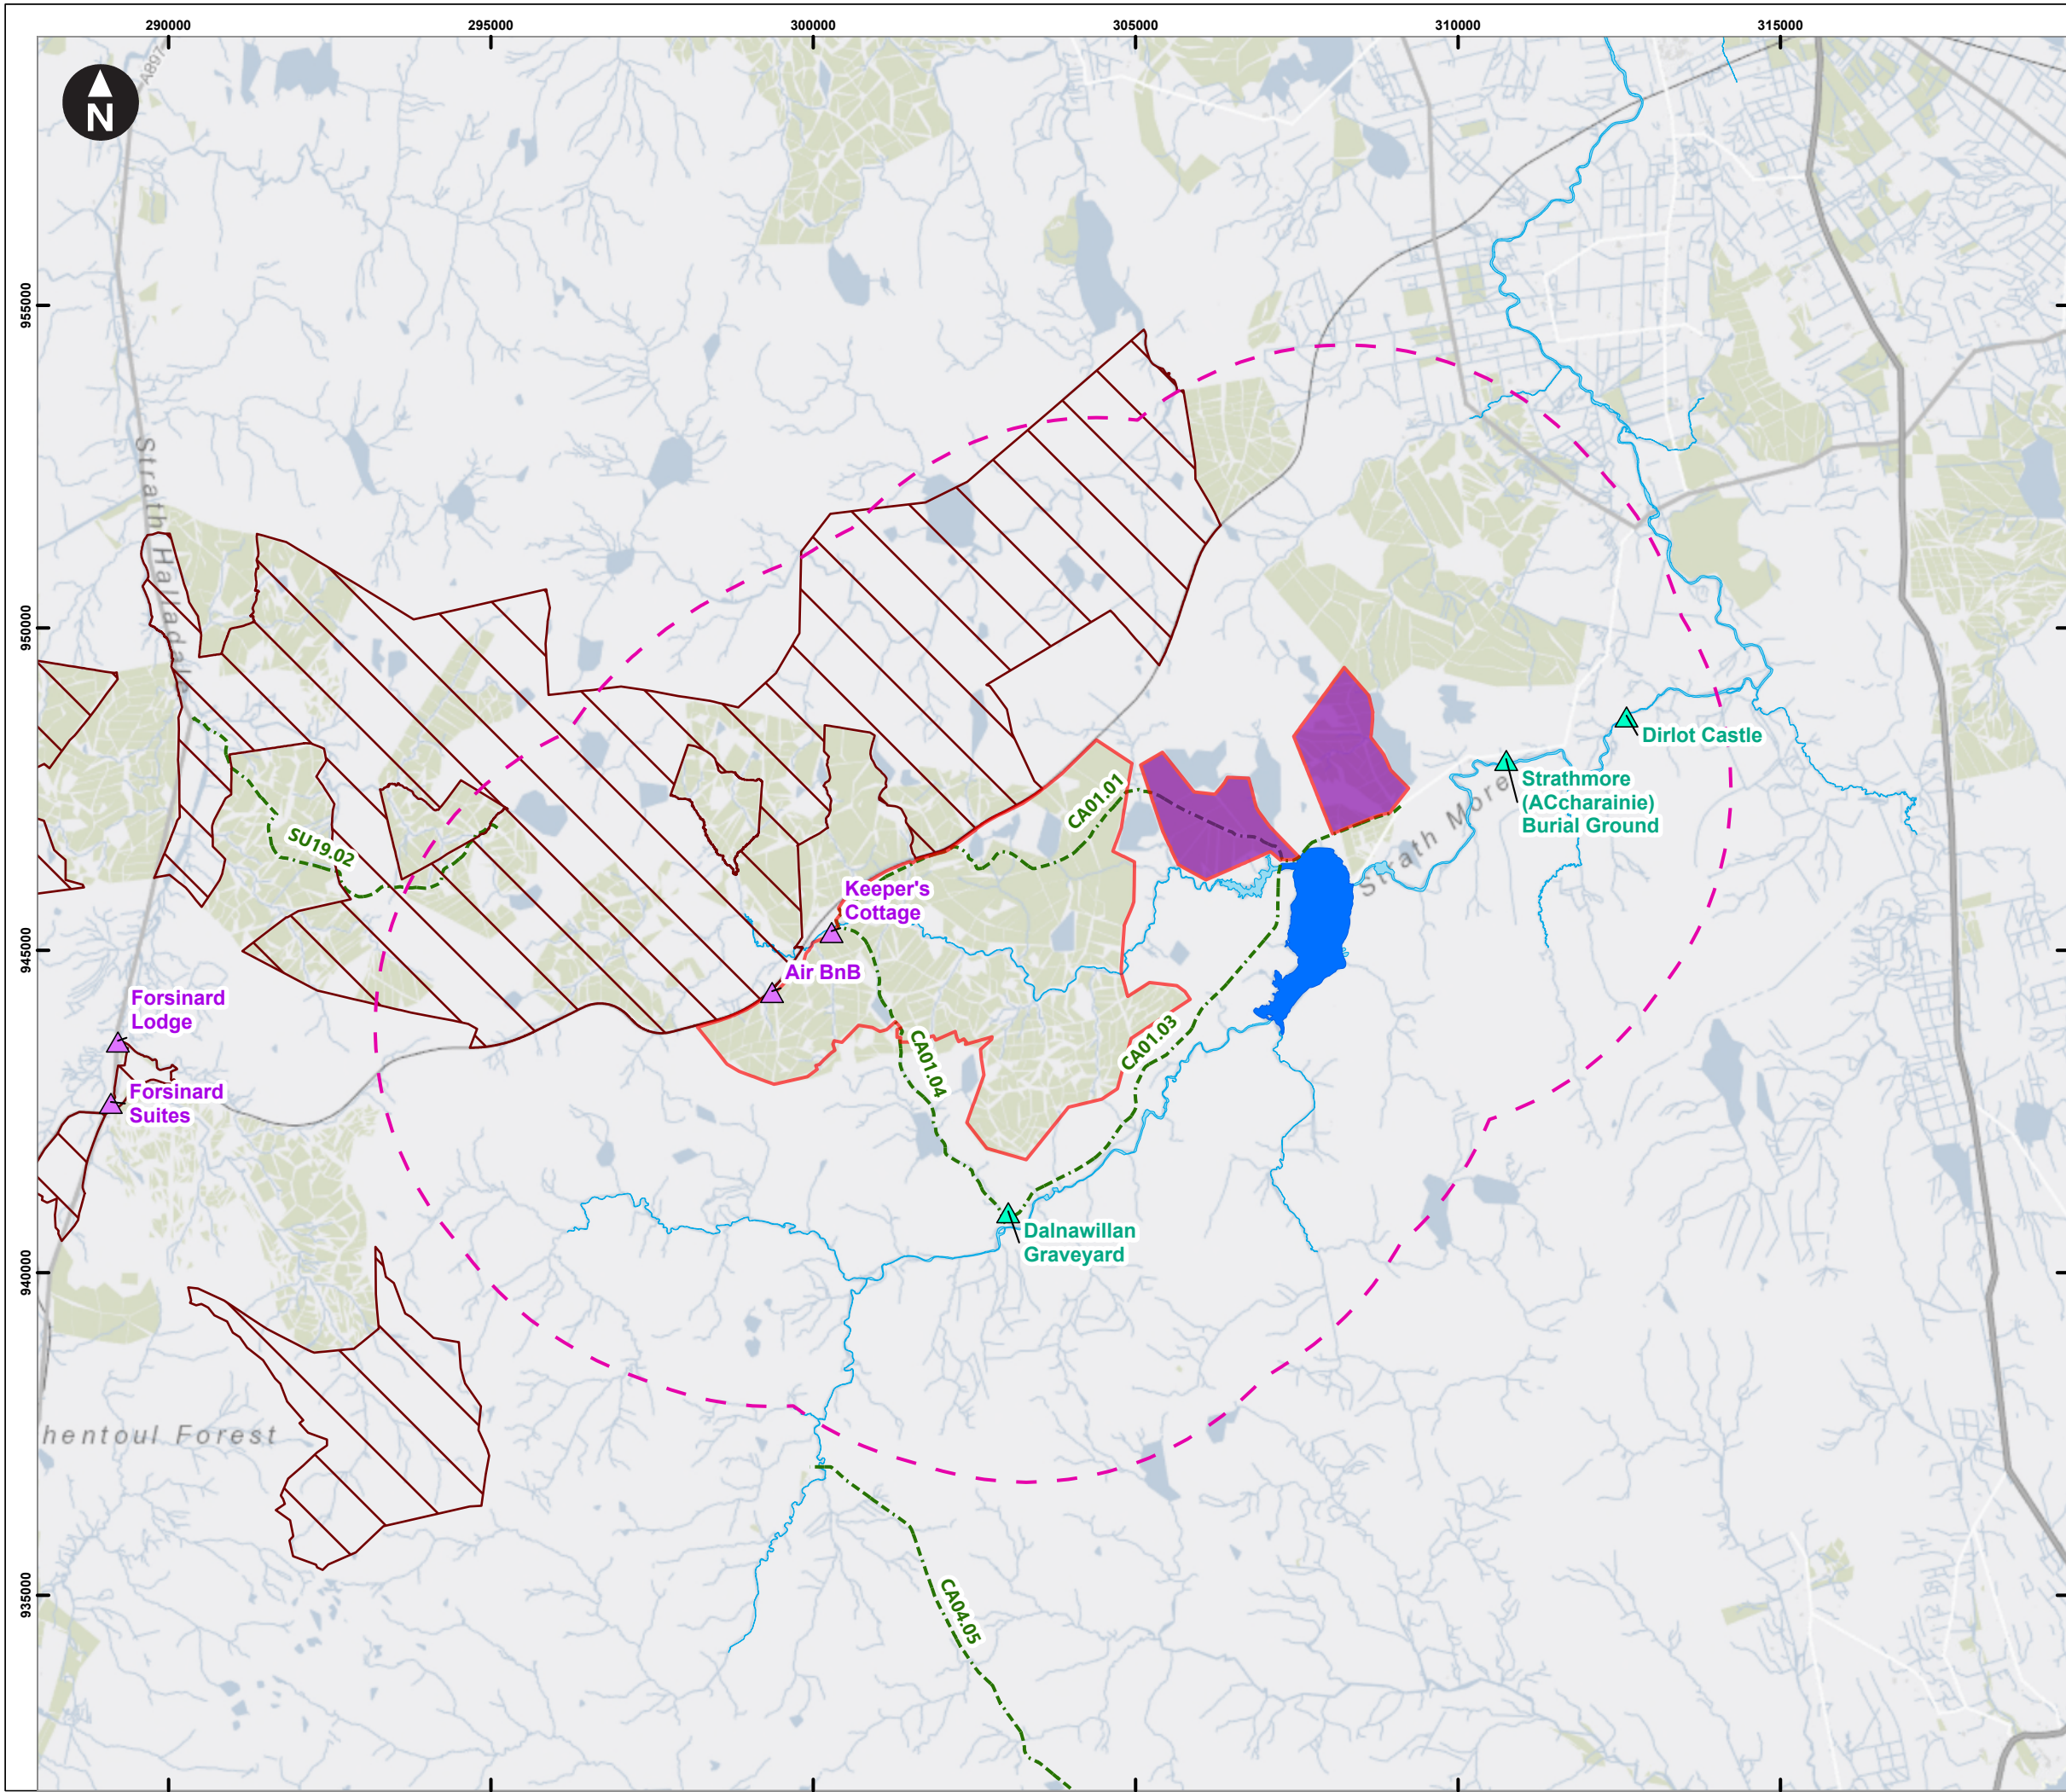 290000
295000
300000
305000
310000
315000
A897
N
955000
Strath Halladale
950000
Dirlot Castle
Strathmore
(ACcharainie)
Burial Ground
CA01.01
Strath More
SU19.02
Keeper's
Cottage
945000
Air BnB
Forsinard
Lodge
CA01.03
CA01.04
Forsinard
Suites
Dalnawillan
Graveyard
940000
hentoul Forest
935000
CA04.05